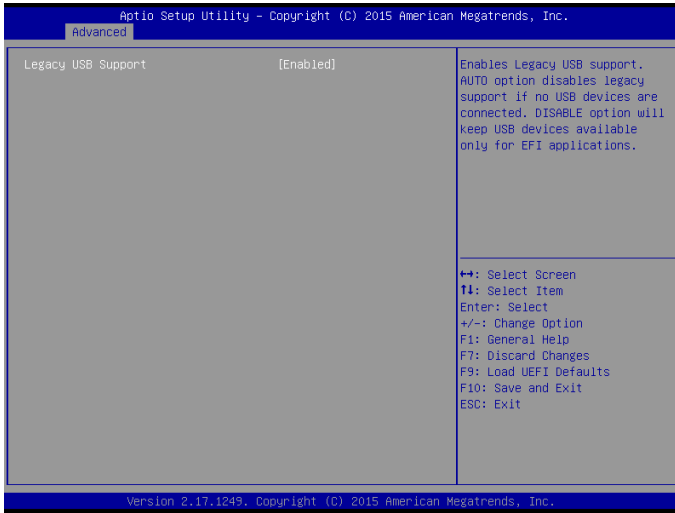 Aptio Setup Utility – Copyright (C) 2015 American Megatrends, Inc.
Advanced
Legacy USB Support [Enabled]
Enables Legacy USB support.
AUTO option disables legacy
support if no USB devices are
connected. DISABLE option will
keep USB devices available
only for EFI applications.
↔: Select Screen
↑↓: Select Item
Enter: Select
+/-: Change Option
F1: General Help
F7: Discard Changes
F9: Load UEFI Defaults
F10: Save and Exit
ESC: Exit
Version 2.17.1249. Copyright (C) 2015 American Megatrends, Inc.